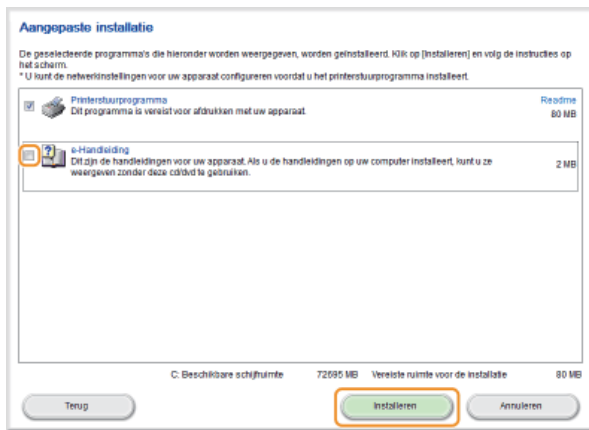 Aangepaste installatie
De geselecteerde programma's die hieronder worden weergegeven, worden geïnstalleerd. Klik op [Installeren] en volg de instructies op
het scherm.
* U kunt de netwerkinstellingen voor uw apparaat configureren voordat u het printerstuurprogramma installeert.
Printerstuurprogramma
Readme
Dit programma is vereist voor afdrukken met uw apparaat.
80 MB
e-Handleiding
Dit zijn de handleidingen voor uw apparaat. Als u de handleidingen op uw computer installeert, kunt u ze
weergeven zonder deze cd/dvd te gebruiken.
2 MB
C: Beschikbare schijfruimte 72695 MB Vereiste ruimte voor de installatie 80 MB
Terug Installeren Annuleren